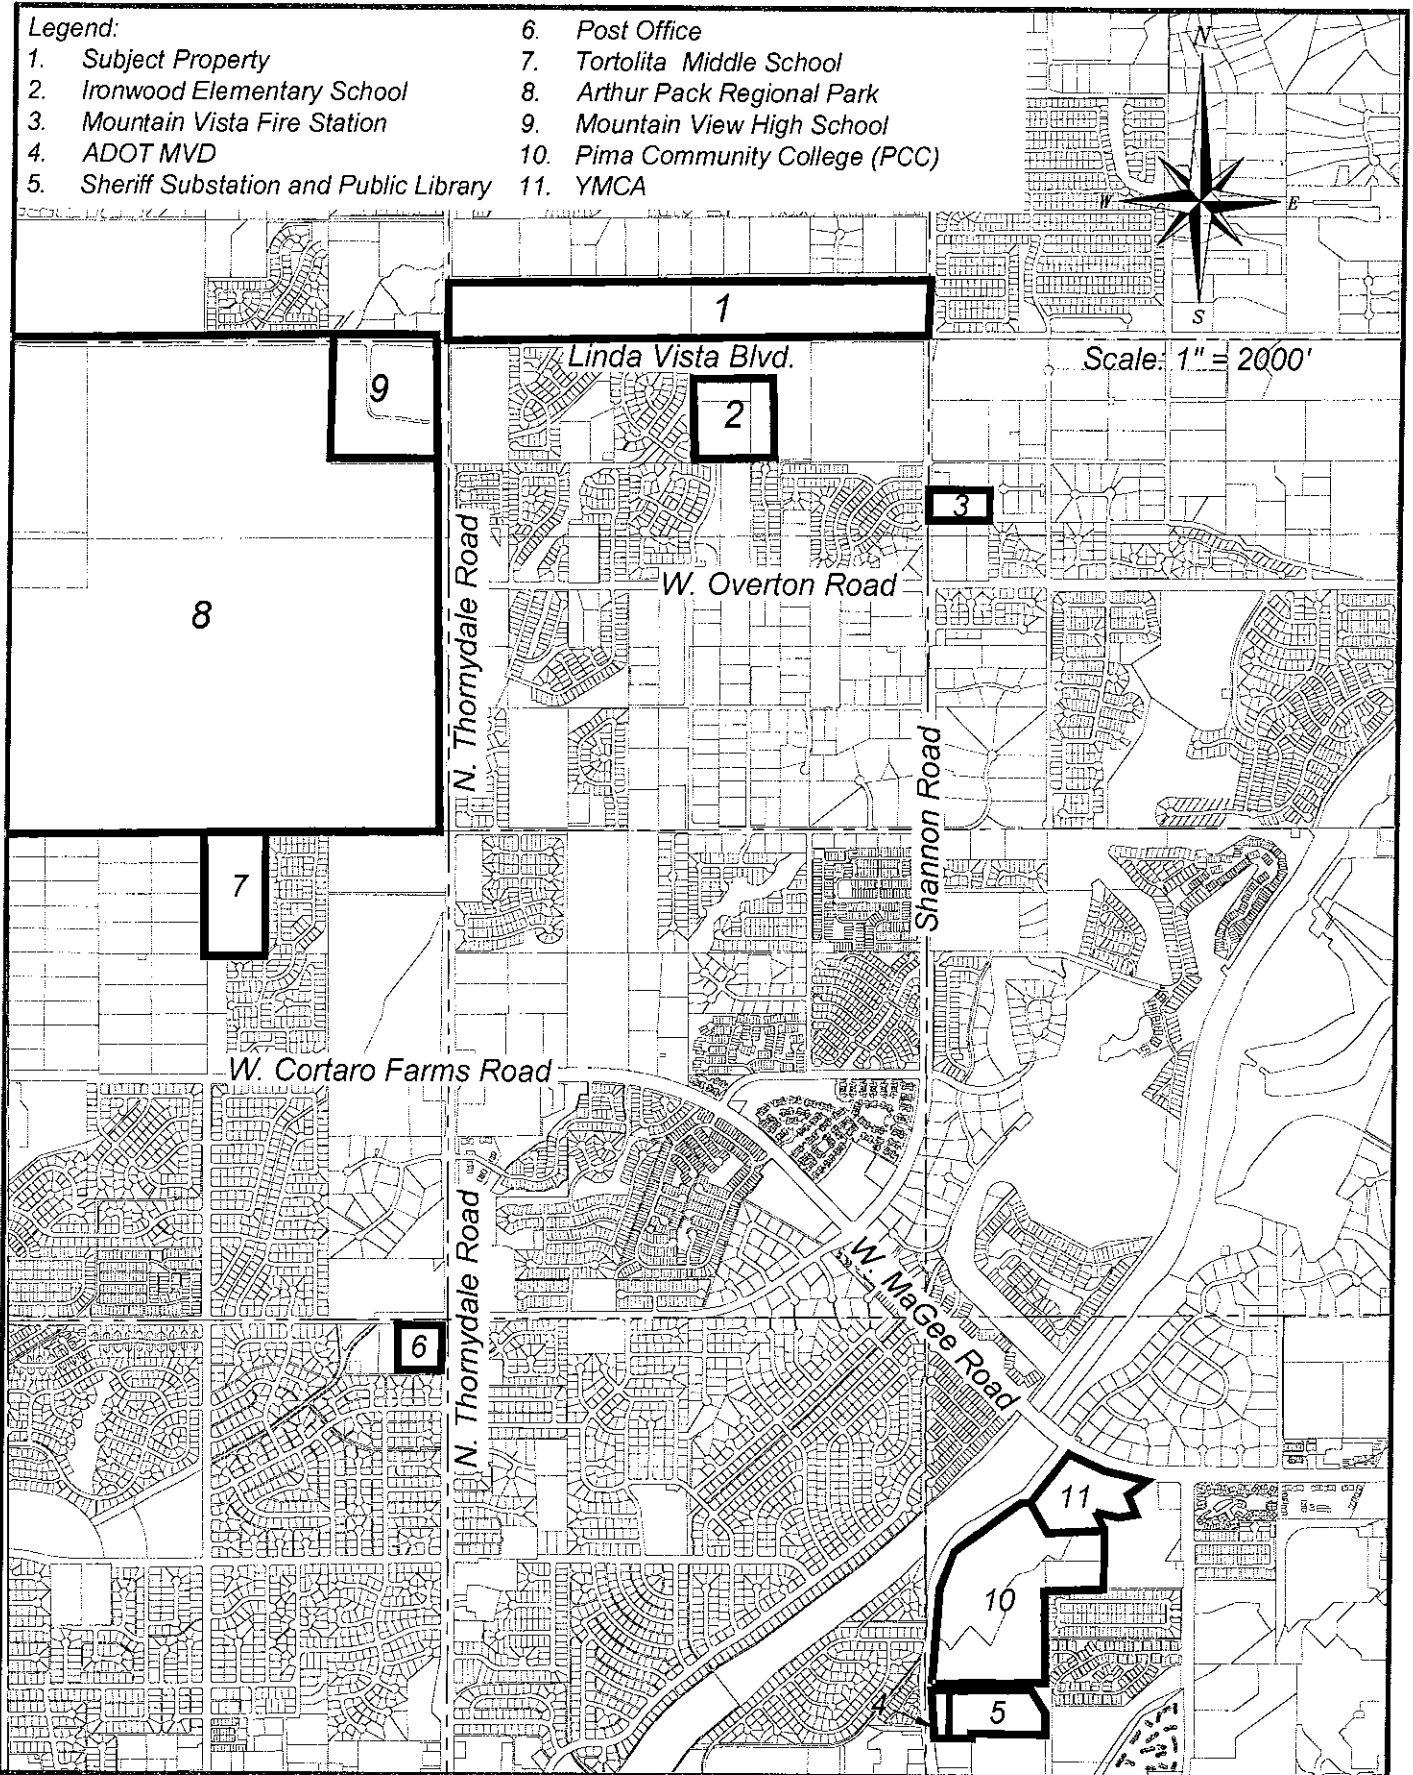 Legend:
1. Subject Property
2. Ironwood Elementary School
3. Mountain Vista Fire Station
4. ADOT MVD
5. Sheriff Substation and Public Library
6. Post Office
7. Tortolita Middle School
8. Arthur Pack Regional Park
9. Mountain View High School
10. Pima Community College (PCC)
11. YMCA
N
W
E
S
1
Linda Vista Blvd.
Scale: 1" = 2000'
9
2
3
N. Thornydale Road
W. Overton Road
8
Shannon Road
7
W. Cortaro Farms Road
N. Thornydale Road
W. MaGee Road
6
11
10
4
5